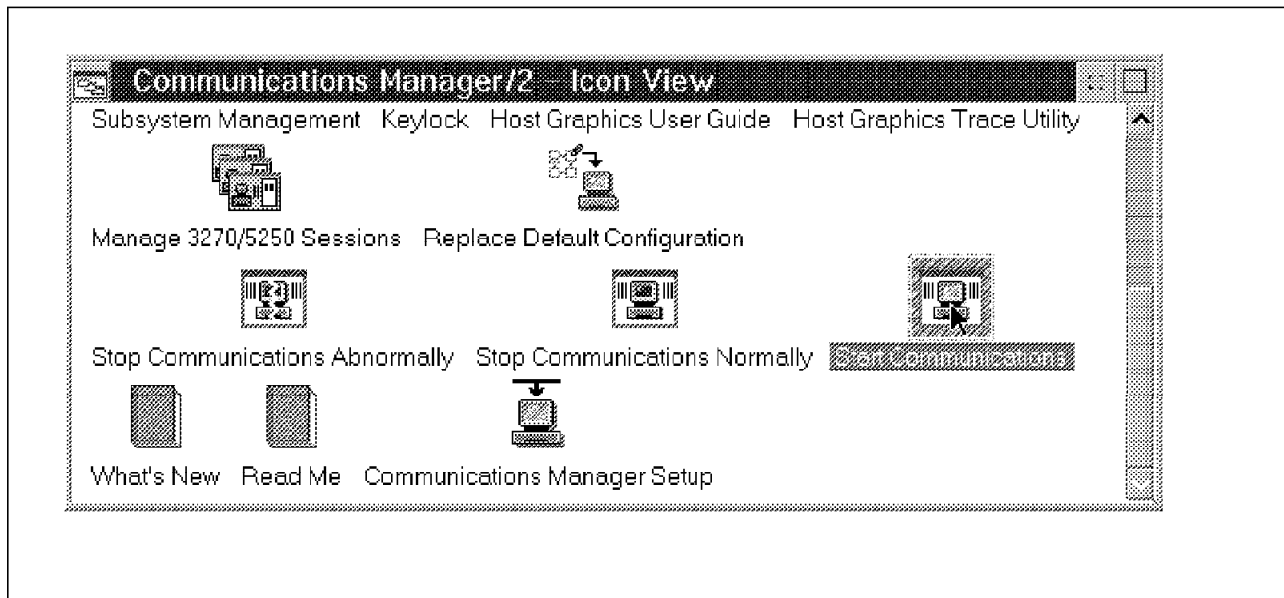 Communications Manager/2 - Icon View
Subsystem Management Keylock Host Graphics User Guide Host Graphics Trace Utility
Manage 3270/5250 Sessions Replace Default Configuration
Stop Communications Abnormally Stop Communications Normally Start Communications
What's New Read Me Communications Manager Setup